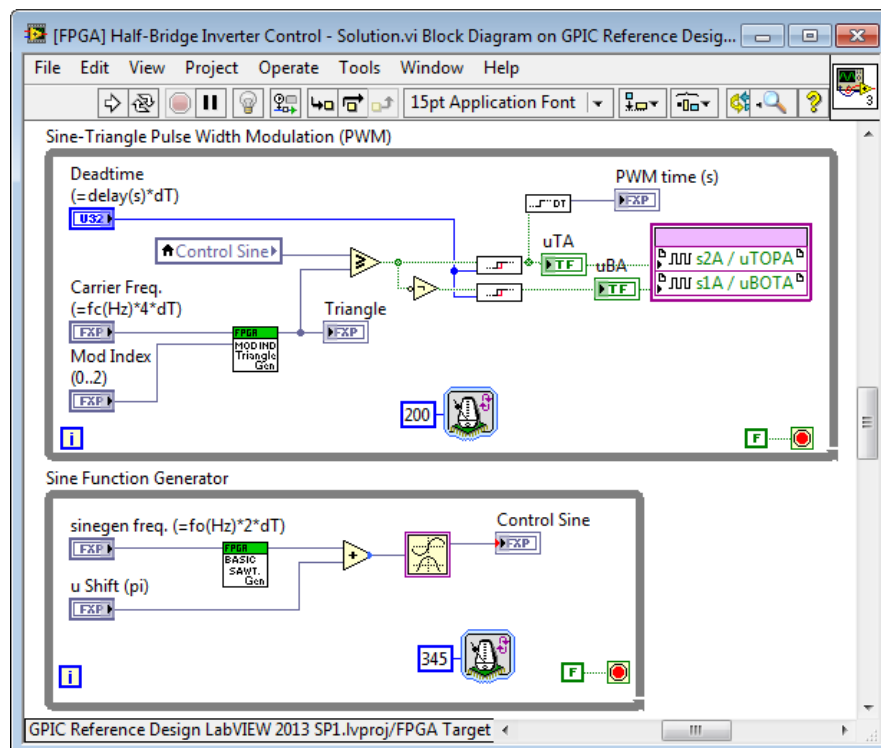 [FPGA] Half-Bridge Inverter Control - Solution.vi Block Diagram on GPIC Reference Desig...
File Edit View Project Operate Tools Window Help
15pt Application Font
3
Sine-Triangle Pulse Width Modulation (PWM)
Deadtime
(=delay(s)*dT)
U32
PWM time (s)
DT
FXP
Control Sine
uTA
TF
uBA
TF
s2A / uTOPA
s1A / uBOTA
Carrier Freq.
(=fc(Hz)*4*dT)
FXP
FPGA
MOD IND
Triangle
Gen
Triangle
FXP
Mod Index
(0..2)
FXP
200
i
F
Sine Function Generator
sinegen freq. (=fo(Hz)*2*dT)
FXP
FPGA
BASIC
SAWT.
Gen
Control Sine
FXP
u Shift (pi)
FXP
345
i
F
GPIC Reference Design LabVIEW 2013 SP1.lvproj/FPGA Target